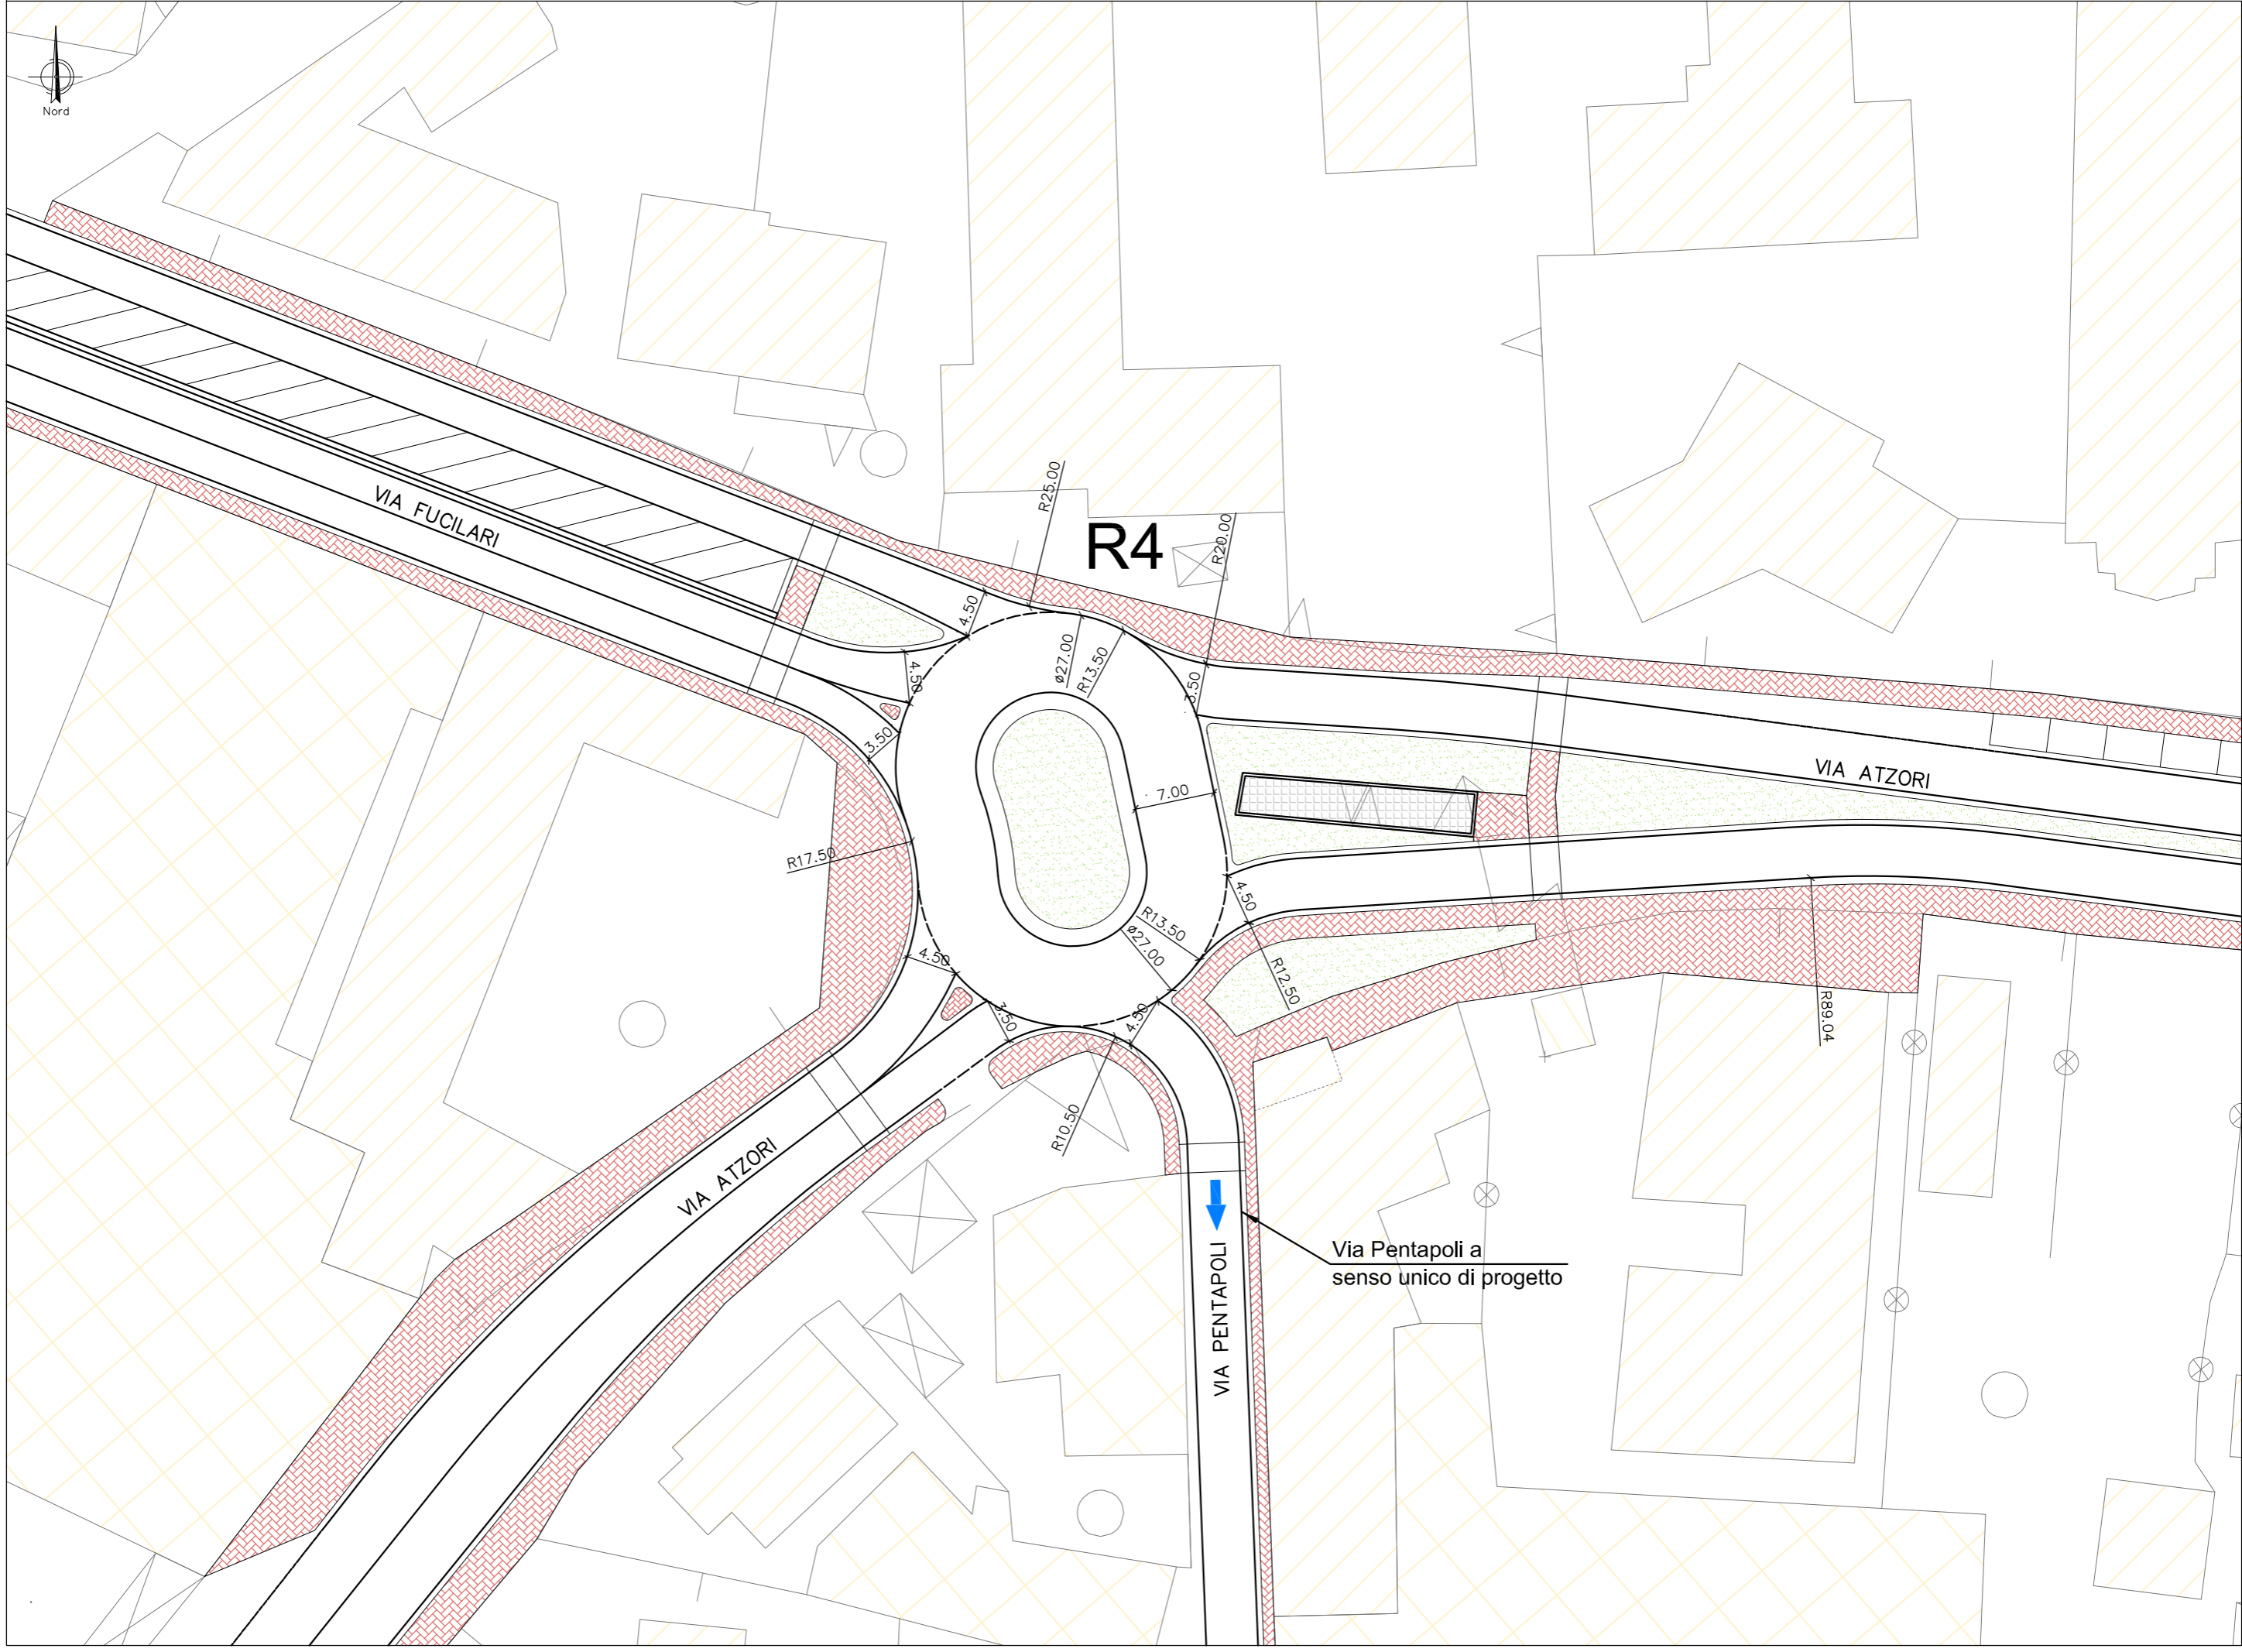 Nord
R25.00
R4
R20.00
VIA FUCILARI
4.50
ø27.00
R13.50
4.50
3.50
3.50
7.00
VIA ATZORI
R17.50
4.50
R13.50
ø27.00
4.50
R12.50
3.50
4.50
R89.04
R10.50
VIA ATZORI
VIA PENTAPOLI
Via Pentapoli a
senso unico di progetto